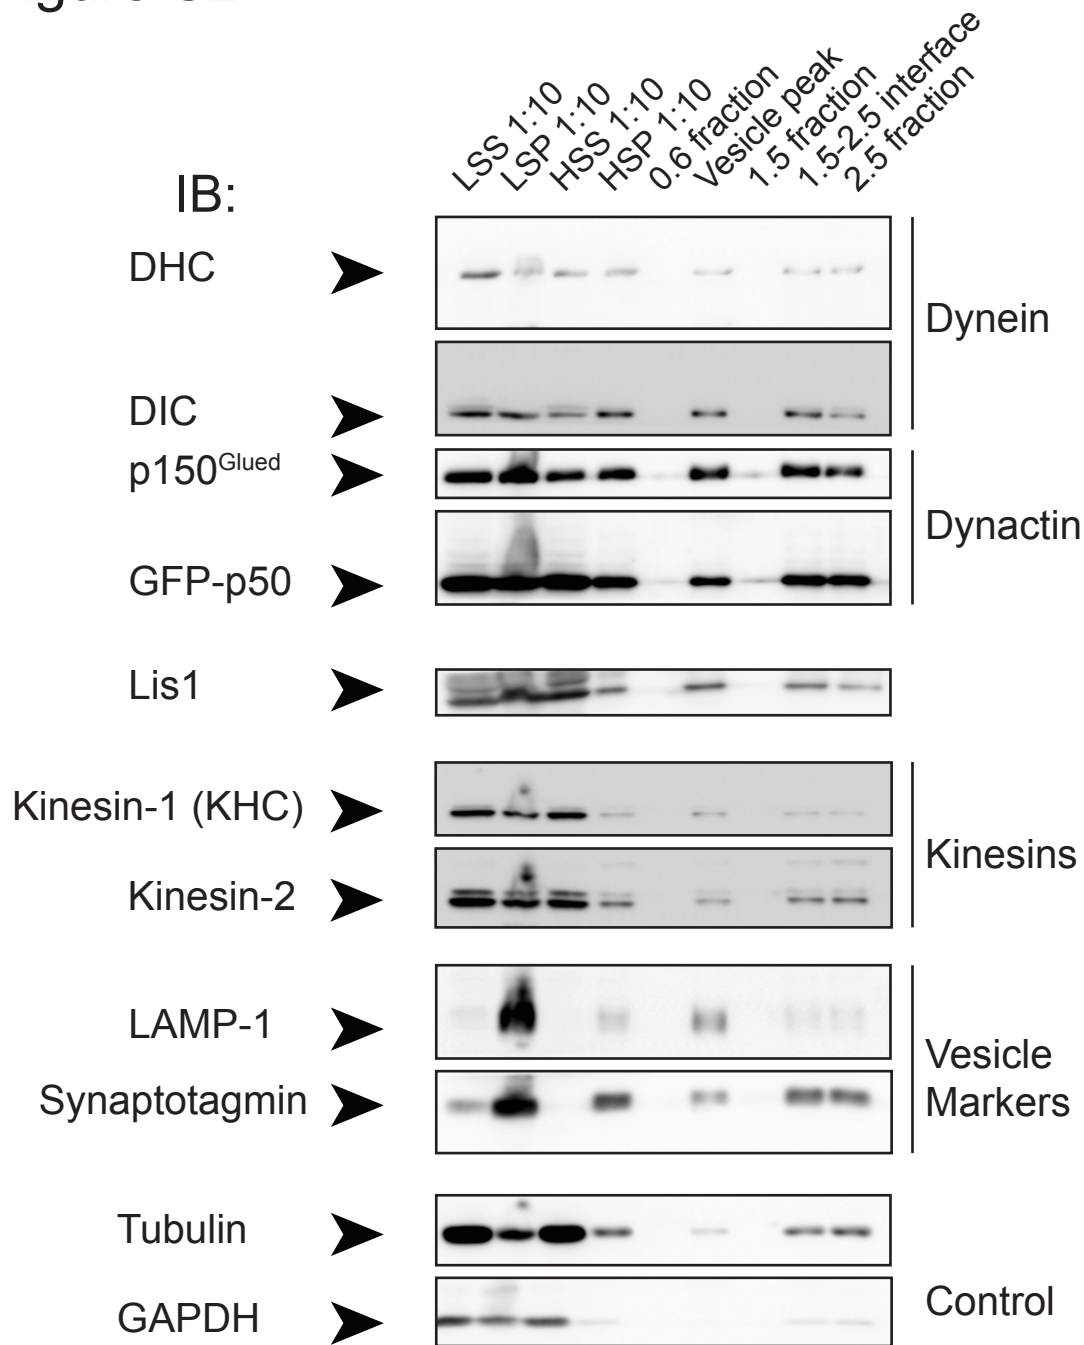 LSS 1:10
LSP 1:10
HSS 1:10
HSP 1:10
0.6 fraction
Vesicle peak
1.5 fraction
1.5-2.5 interface
2.5 fraction
IB:
DHC
Dynein
DIC
p150Glued
Dynactin
GFP-p50
Lis1
Kinesin-1 (KHC)
Kinesins
Kinesin-2
LAMP-1
Vesicle
Markers
Synaptotagmin
Tubulin
Control
GAPDH